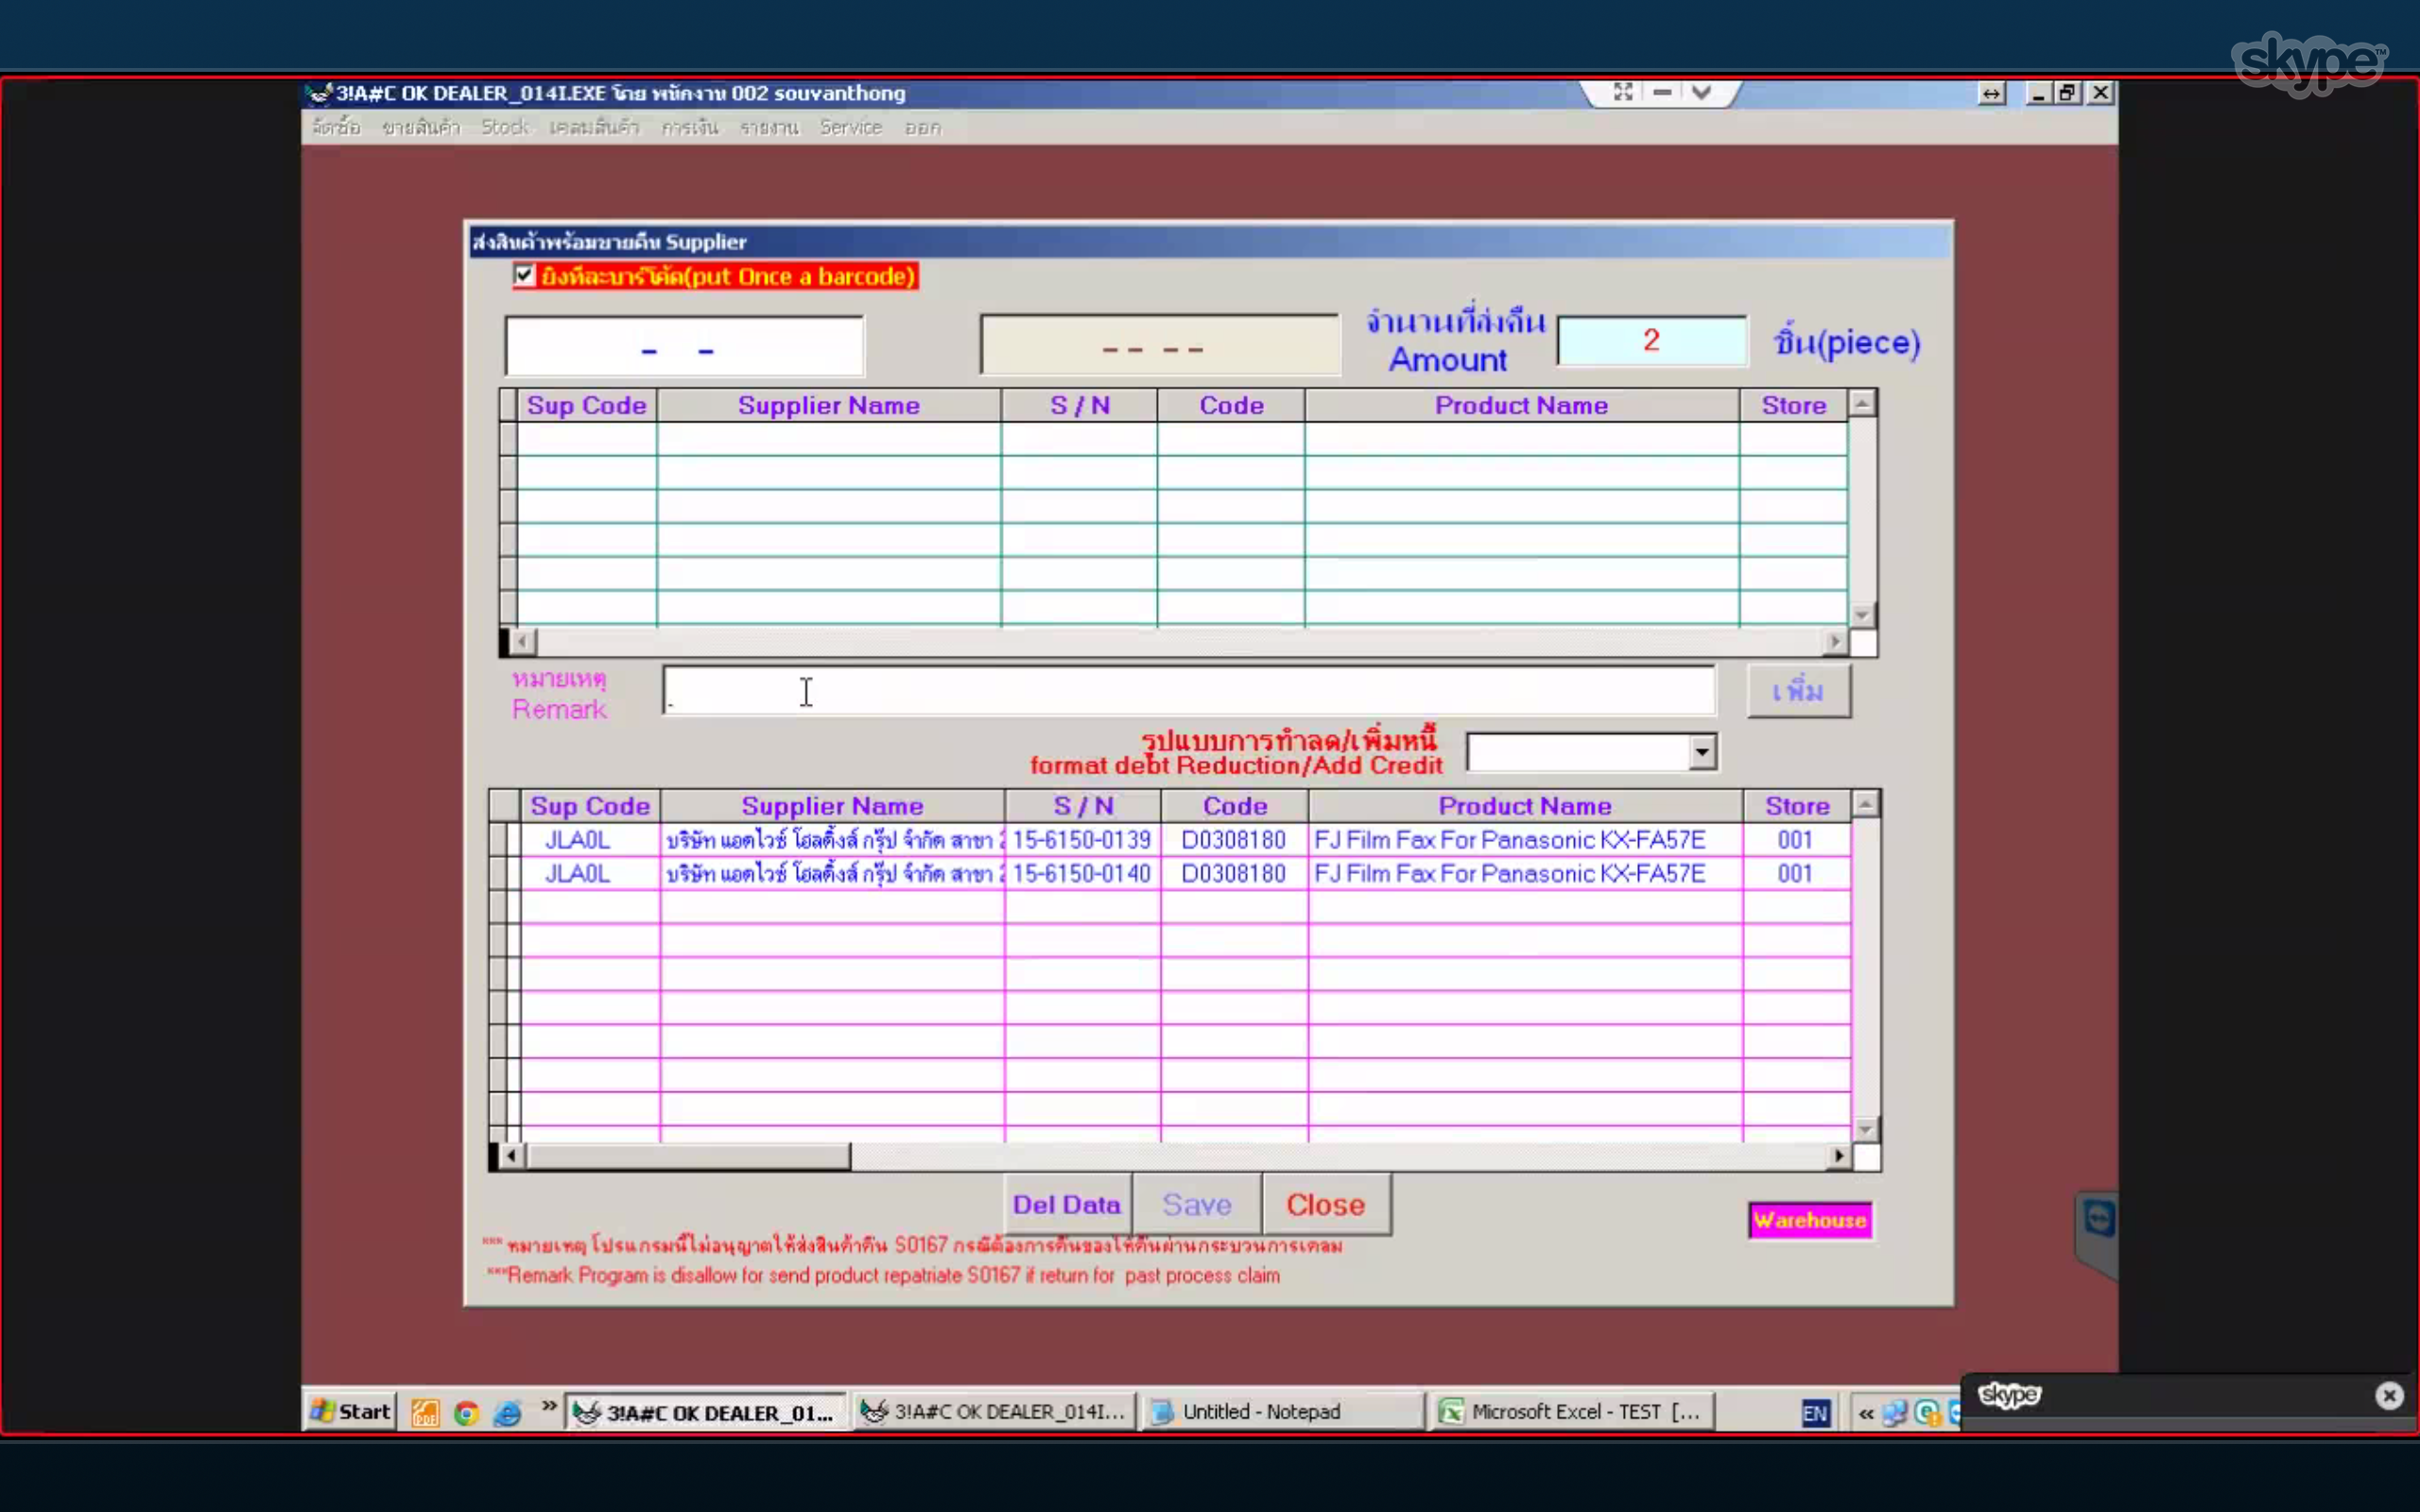 skype™
3!A#C OK DEALER_014I.EXE โดย พนักงาน 002 souvanthong
จัดซื้อ ขายสินค้า Stock เคลมสินค้า การเงิน รายงาน Service ออก
ส่งสินค้าพร้อมขายคืน Supplier
ยิงทีละบาร์โค้ด(put Once a barcode)
- -
-- --
จำนวนที่ส่งคืน
Amount
2
ชิ้น(piece)
Sup Code Supplier Name S / N Code Product Name Store
หมายเหตุ
Remark
.
เพิ่ม
รูปแบบการทำลด/เพิ่มหนี้
format debt Reduction/Add Credit
Sup Code Supplier Name S / N Code Product Name Store
JLA0L บริษัท แอดไวซ์ โฮลดิ้งส์ กรุ๊ป จำกัด สาขา 15-6150-0139 D0308180 FJ Film Fax For Panasonic KX-FA57E 001
JLA0L บริษัท แอดไวซ์ โฮลดิ้งส์ กรุ๊ป จำกัด สาขา 15-6150-0140 D0308180 FJ Film Fax For Panasonic KX-FA57E 001
Del Data Save Close
Warehouse
*** หมายเหตุ โปรแกรมนี้ไม่อนุญาตให้ส่งสินค้าคืน S0167 กรณีต้องการคืนของให้คืนผ่านกระบวนการเคลม
***Remark Program is disallow for send product repatriate S0167 if return for past process claim
Start » 3!A#C OK DEALER_01... 3!A#C OK DEALER_014I... Untitled - Notepad Microsoft Excel - TEST [... EN «
skype